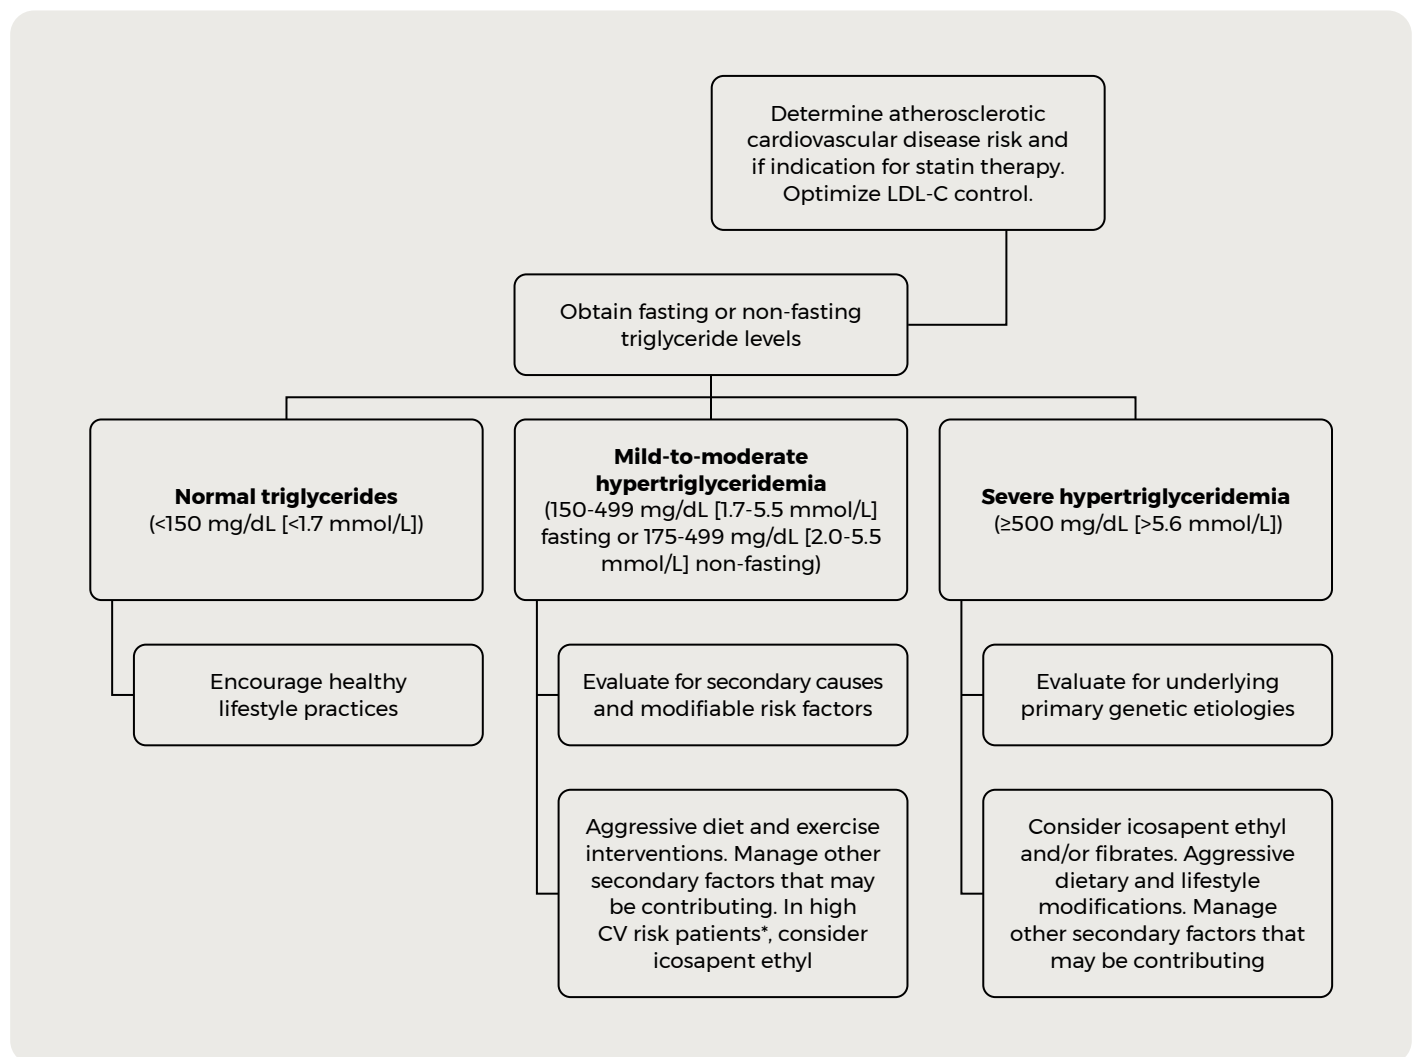 Determine atherosclerotic
cardiovascular disease risk and
if indication for statin therapy.
Optimize LDL-C control.
Obtain fasting or non-fasting
triglyceride levels
Normal triglycerides
(<150 mg/dL [<1.7 mmol/L])
Mild-to-moderate
hypertriglyceridemia
(150-499 mg/dL [1.7-5.5 mmol/L]
fasting or 175-499 mg/dL [2.0-5.5
mmol/L] non-fasting)
Severe hypertriglyceridemia
(≥500 mg/dL [>5.6 mmol/L])
Encourage healthy
lifestyle practices
Evaluate for secondary causes
and modifiable risk factors
Evaluate for underlying
primary genetic etiologies
Aggressive diet and exercise
interventions. Manage other
secondary factors that may
be contributing. In high
CV risk patients*, consider
icosapent ethyl
Consider icosapent ethyl
and/or fibrates. Aggressive
dietary and lifestyle
modifications. Manage
other secondary factors that
may be contributing